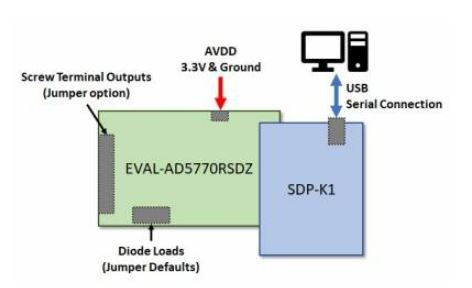 AVDD
3.3V & Ground
Screw Terminal Outputs
(Jumper option)
USB
Serial Connection
EVAL-AD5770RSDZ
SDP-K1
Diode Loads
(Jumper Defaults)